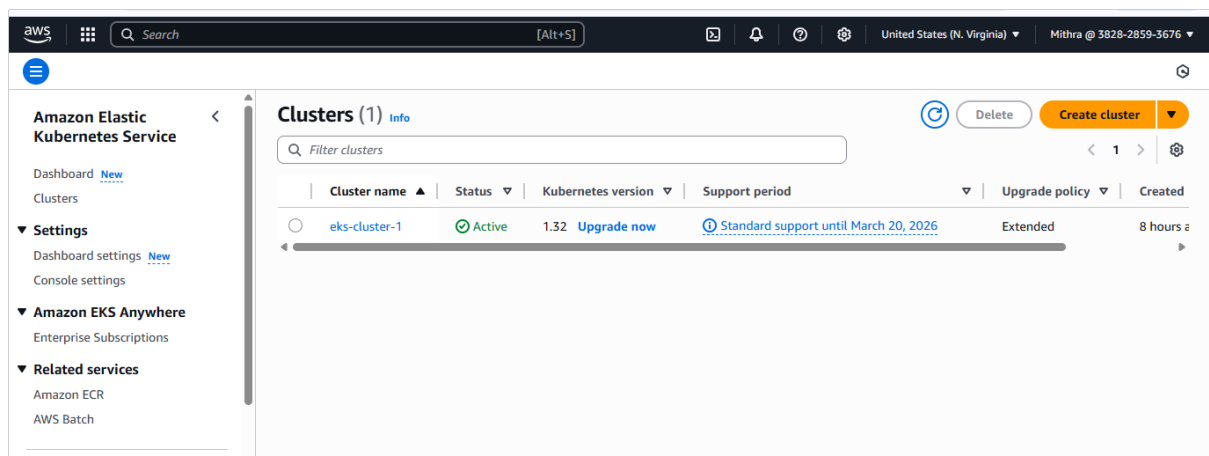 aws Search [Alt+S] United States (N. Virginia) ▼ Mithra @ 3828-2859-3676 ▼
Amazon Elastic
Kubernetes Service
Dashboard New
Clusters
▼ Settings
Dashboard settings New
Console settings
▼ Amazon EKS Anywhere
Enterprise Subscriptions
▼ Related services
Amazon ECR
AWS Batch
Clusters (1) Info
Delete
Create cluster
Filter clusters
1
Cluster name ▲ Status Kubernetes version Support period Upgrade policy Created
eks-cluster-1 Active 1.32 Upgrade now Standard support until March 20, 2026 Extended 8 hours a